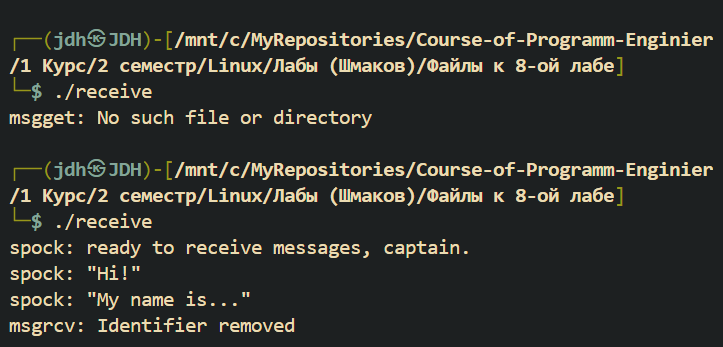 ┌──(jdh㉿JDH)-[/mnt/c/MyRepositories/Course-of-Programm-Enginier
/1 Курс/2 семестр/Linux/Лабы (Шмаков)/Файлы к 8-ой лабе]
└─$ ./receive
msgget: No such file or directory
┌──(jdh㉿JDH)-[/mnt/c/MyRepositories/Course-of-Programm-Enginier
/1 Курс/2 семестр/Linux/Лабы (Шмаков)/Файлы к 8-ой лабе]
└─$ ./receive
spock: ready to receive messages, captain.
spock: "Hi!"
spock: "My name is..."
msgrcv: Identifier removed